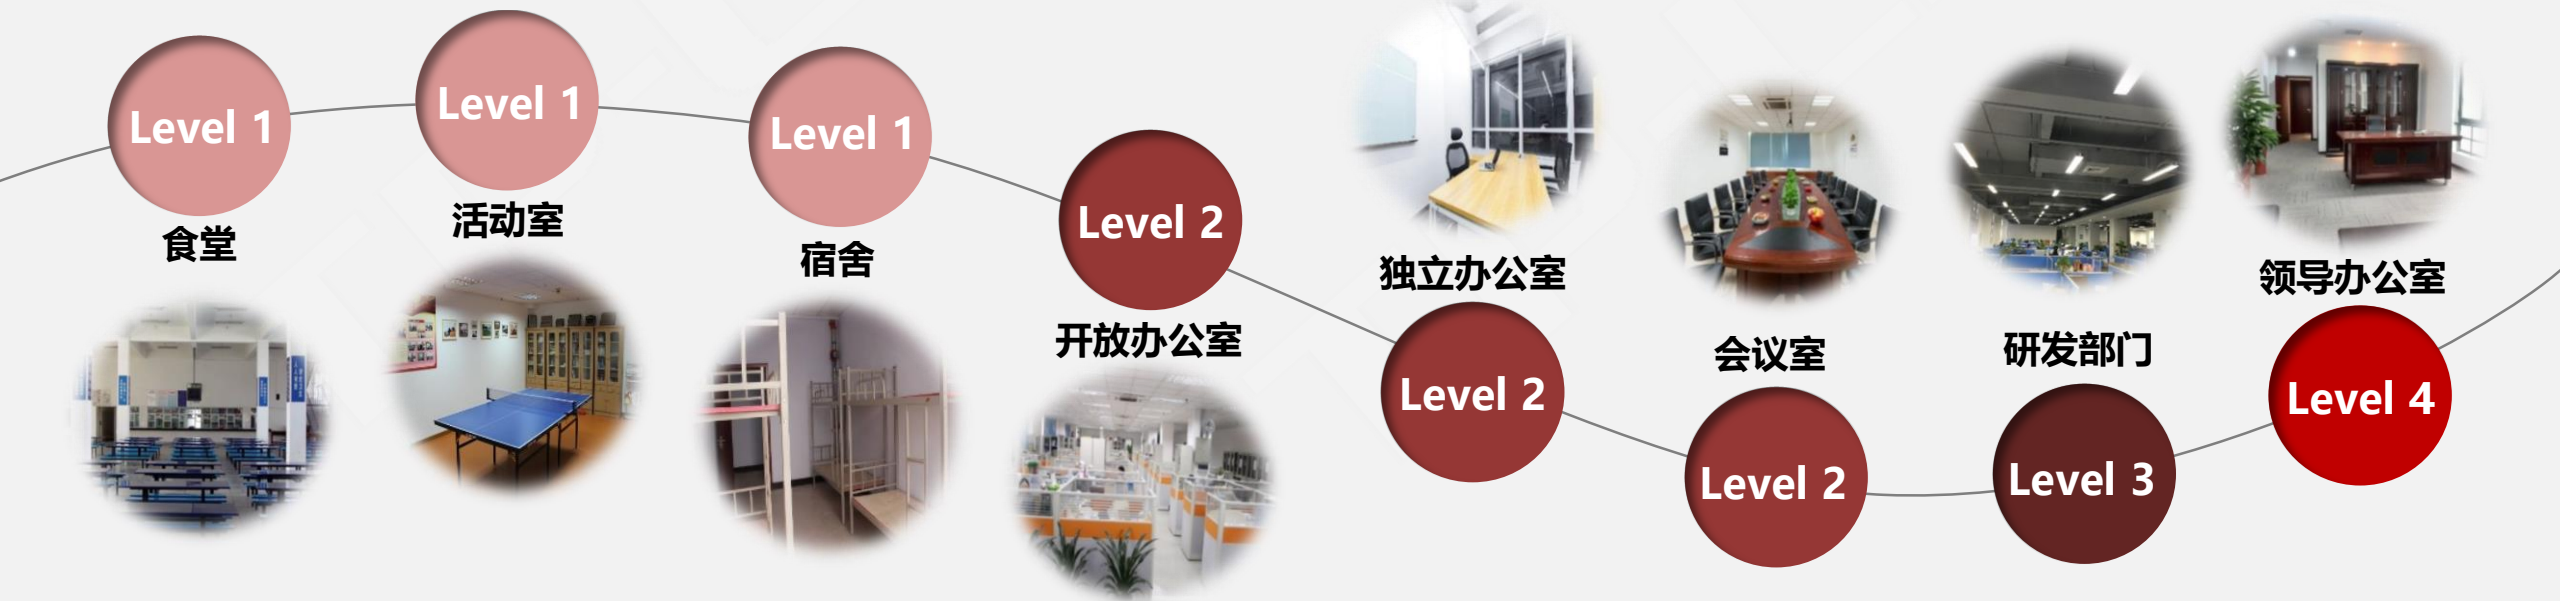 Level 1
食堂
Level 1
活动室
Level 1
宿舍
Level 2
开放办公室
独立办公室
Level 2
会议室
Level 2
研发部门
Level 3
领导办公室
Level 4